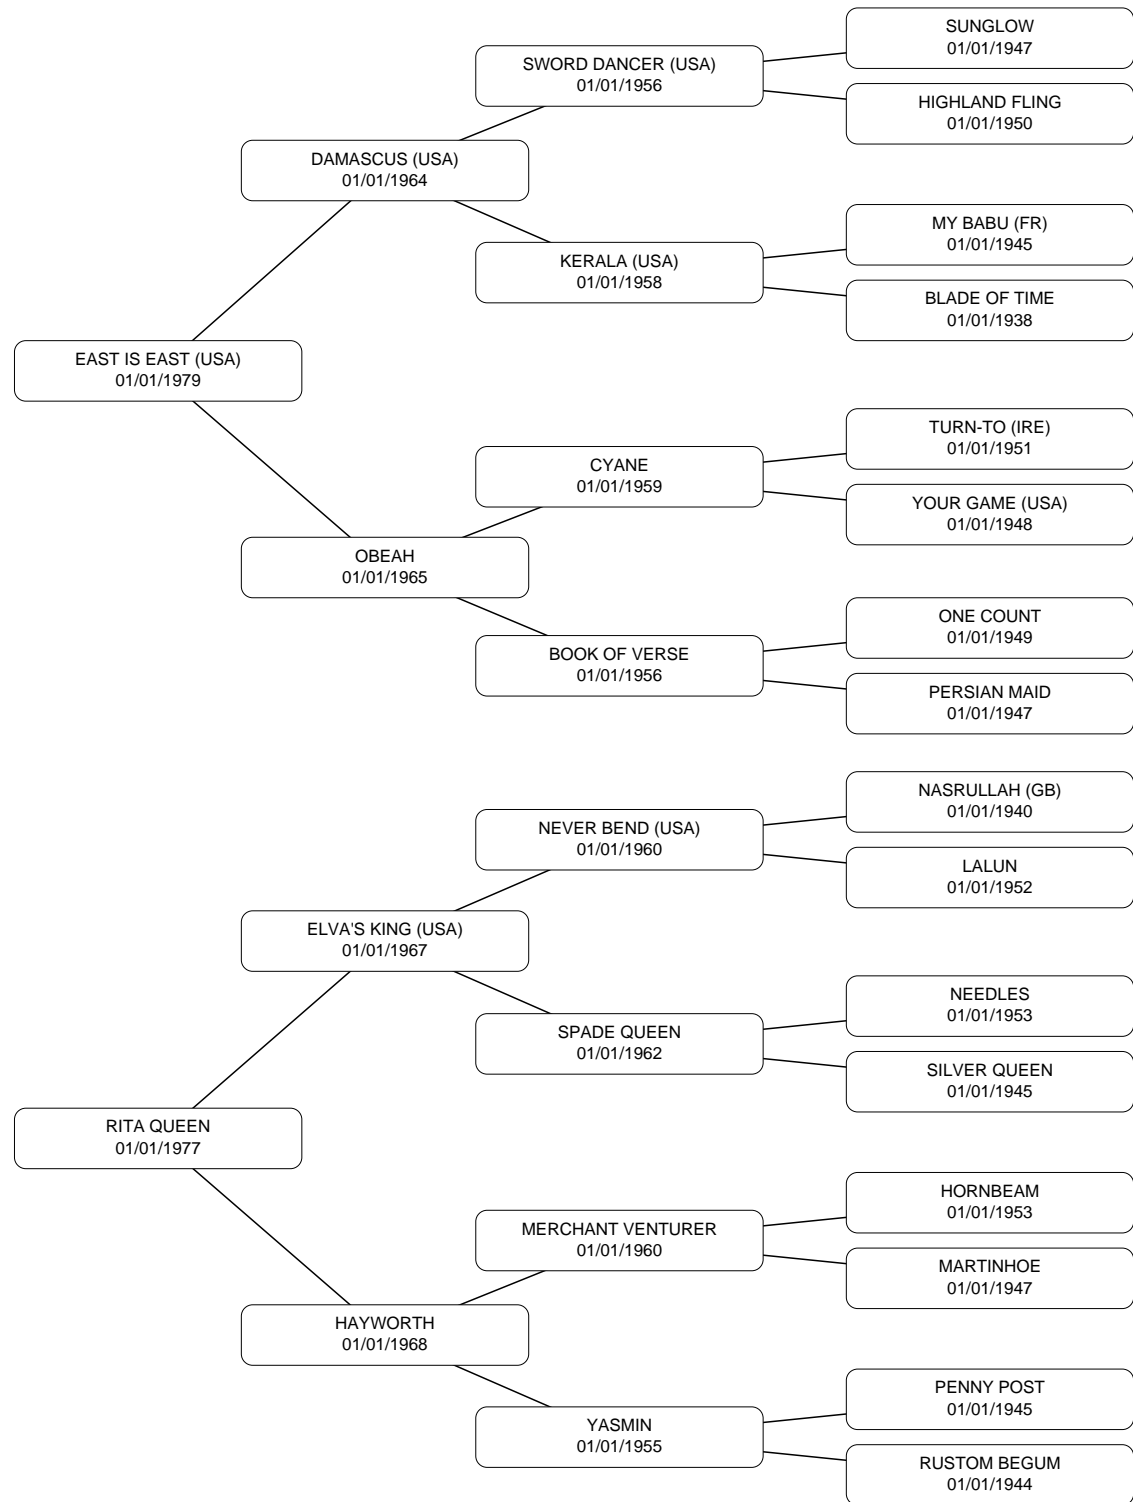 SUNGLOW
01/01/1947
SWORD DANCER (USA)
01/01/1956
HIGHLAND FLING
01/01/1950
DAMASCUS (USA)
01/01/1964
MY BABU (FR)
01/01/1945
KERALA (USA)
01/01/1958
BLADE OF TIME
01/01/1938
EAST IS EAST (USA)
01/01/1979
TURN-TO (IRE)
01/01/1951
CYANE
01/01/1959
YOUR GAME (USA)
01/01/1948
OBEAH
01/01/1965
ONE COUNT
01/01/1949
BOOK OF VERSE
01/01/1956
PERSIAN MAID
01/01/1947
NASRULLAH (GB)
01/01/1940
NEVER BEND (USA)
01/01/1960
LALUN
01/01/1952
ELVA'S KING (USA)
01/01/1967
NEEDLES
01/01/1953
SPADE QUEEN
01/01/1962
SILVER QUEEN
01/01/1945
RITA QUEEN
01/01/1977
HORNBEAM
01/01/1953
MERCHANT VENTURER
01/01/1960
MARTINHOE
01/01/1947
HAYWORTH
01/01/1968
PENNY POST
01/01/1945
YASMIN
01/01/1955
RUSTOM BEGUM
01/01/1944